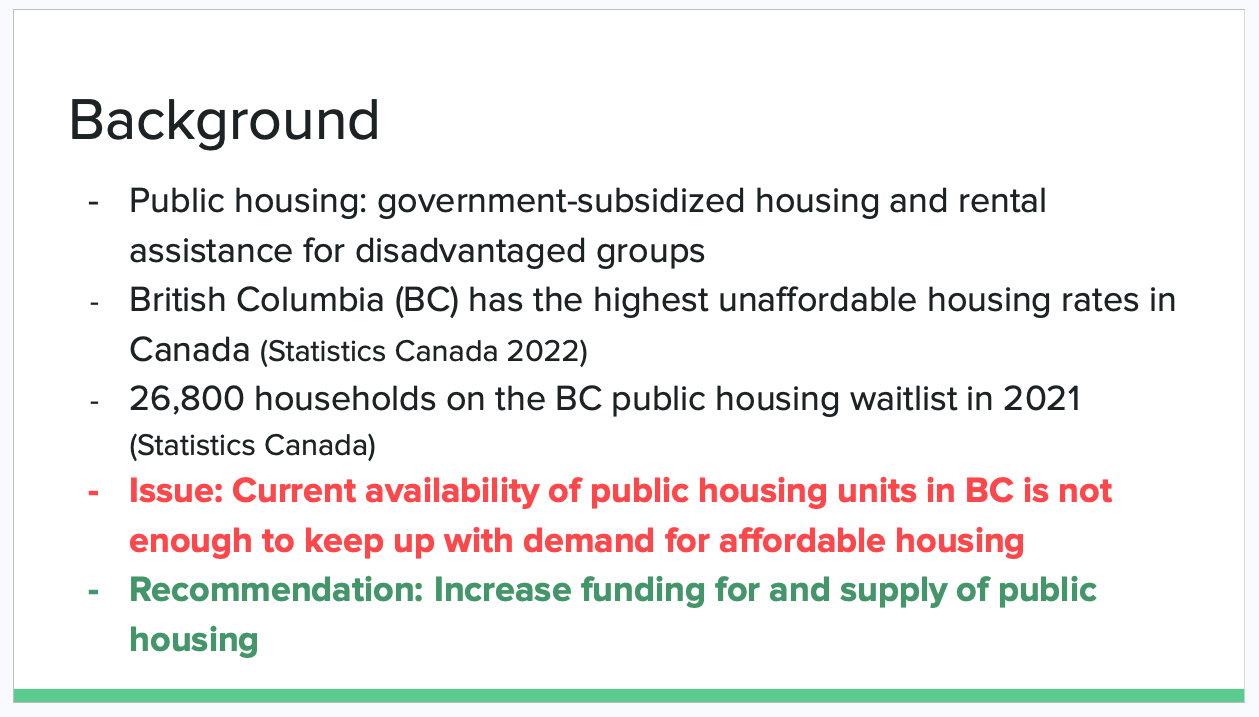 Background
- Public housing: government-subsidized housing and rental
assistance for disadvantaged groups
- British Columbia (BC) has the highest unaffordable housing rates in
Canada (Statistics Canada 2022)
- 26,800 households on the BC public housing waitlist in 2021
(Statistics Canada)
- Issue: Current availability of public housing units in BC is not
enough to keep up with demand for affordable housing
- Recommendation: Increase funding for and supply of public
housing